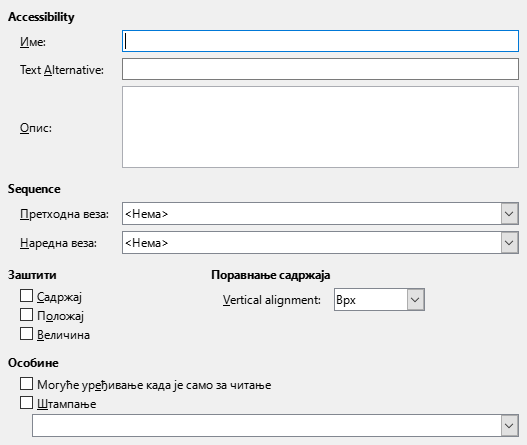 Accessibility
Име:
Text Alternative:
Опис:
Sequence
Претходна веза: <Нема>
Наредна веза: <Нема>
Заштити Поравнање садржаја
Садржај Vertical alignment: Врх
Положај
Величина
Особине
Могуће уређивање када је само за читање
Штампање